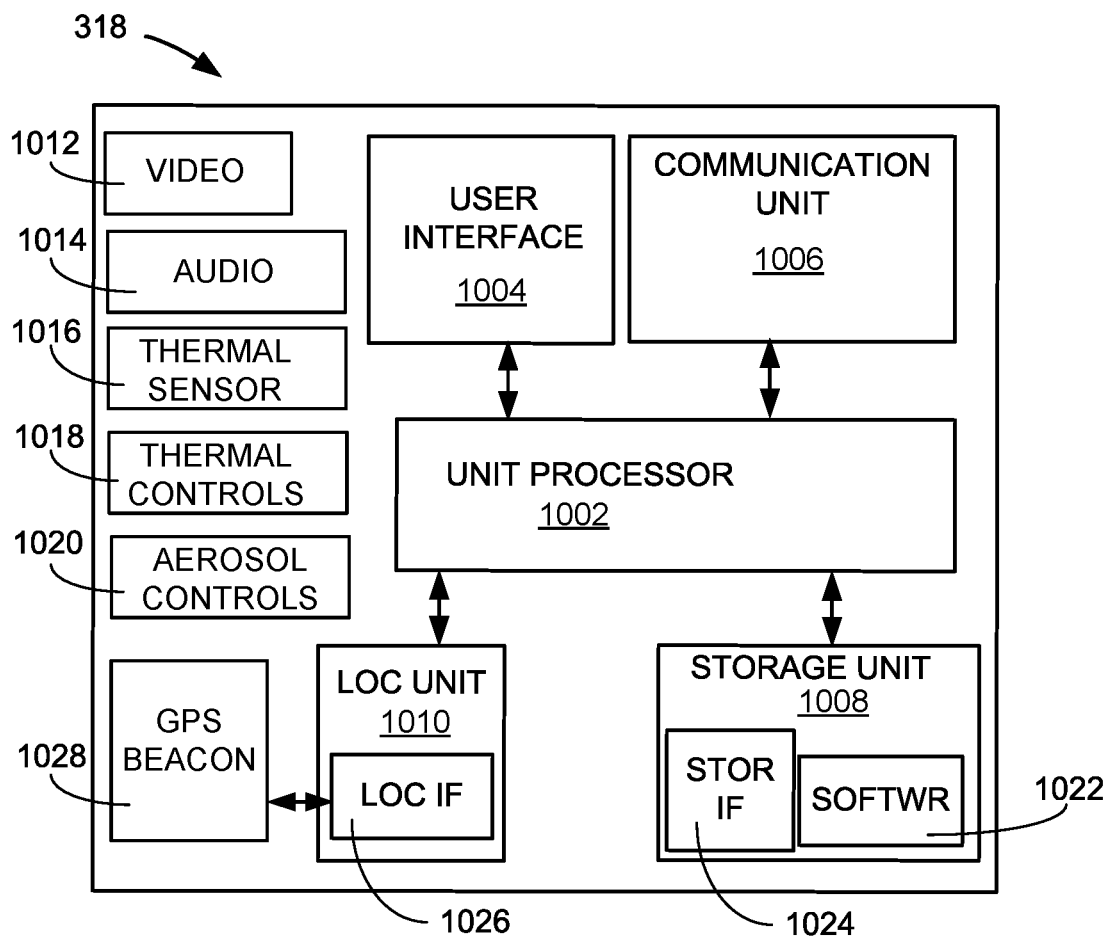 318
1012
VIDEO
1014
AUDIO
1016
THERMAL
SENSOR
1018
THERMAL
CONTROLS
1020
AEROSOL
CONTROLS
USER
INTERFACE
1004
COMMUNICATION
UNIT
1006
UNIT PROCESSOR
1002
GPS
BEACON
1028
LOC UNIT
1010
LOC IF
1026
STORAGE UNIT
1008
STOR
IF
SOFTWR
1022
1024